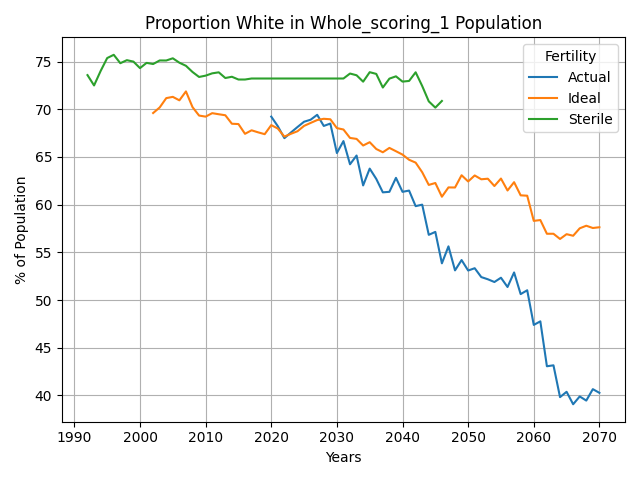 Proportion White in Whole_scoring_1 Population
Fertility
Actual
Ideal
Sterile
% of Population
75
70
65
60
55
50
45
40
1990 2000 2010 2020 2030 2040 2050 2060 2070
Years